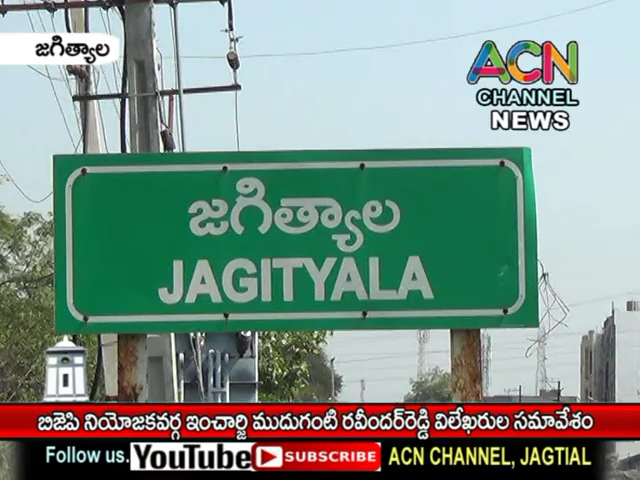 జగిత్యాల
ACN
CHANNEL
NEWS
జగిత్యాల
JAGITYALA
బిజెపి నియోజకవర్గ ఇంచార్జి ముదుగంటి రవీందర్‌రెడ్డి విలేఖరుల సమావేశం
Follow us. YouTube SUBSCRIBE ACN CHANNEL, JAGTIAL